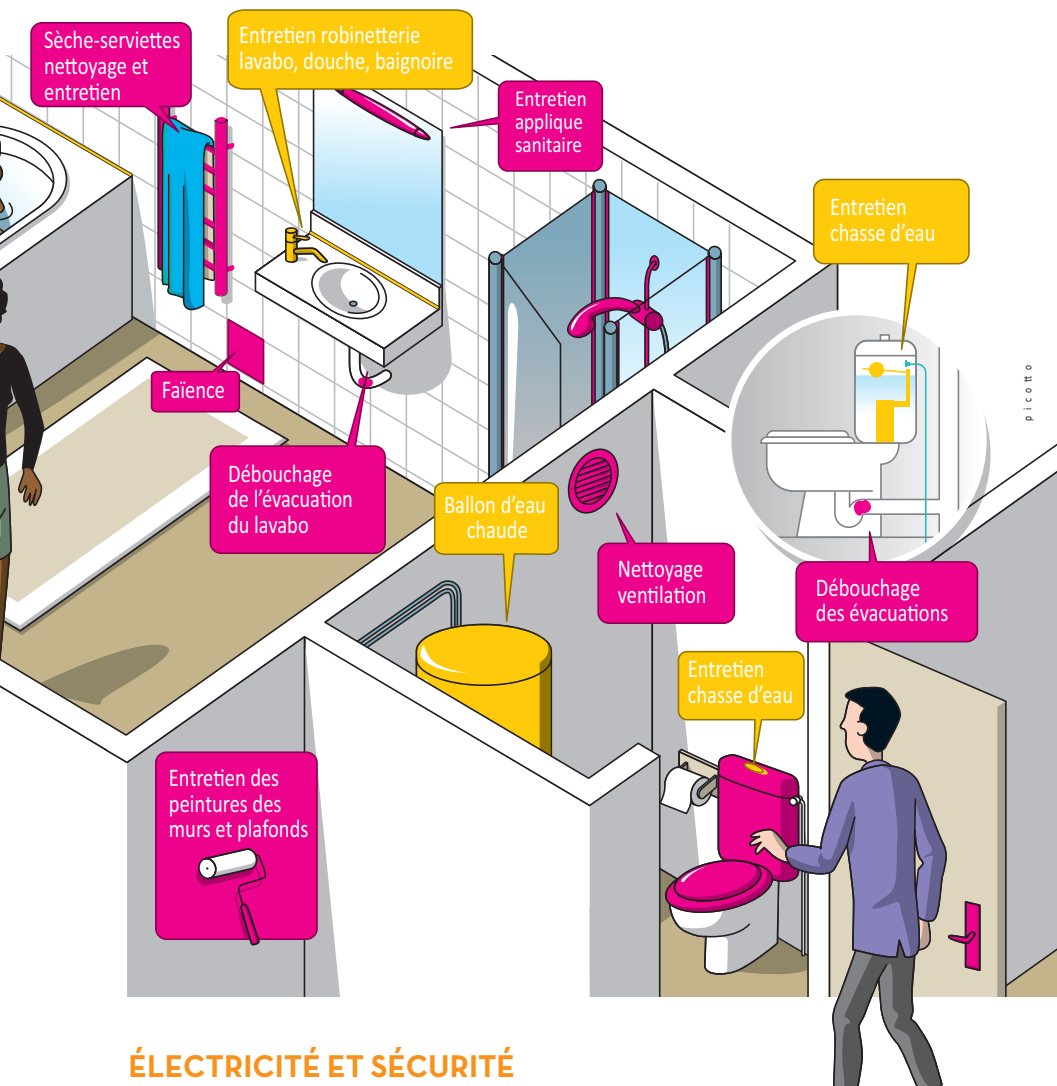 Sèche-serviettes
nettoyage et
entretien
Entretien robinetterie
lavabo, douche, baignoire
Entretien
applique
sanitaire
Entretien
chasse d'eau
picotto
Faïence
Débouchage
de l'évacuation
du lavabo
Ballon d'eau
chaude
Nettoyage
ventilation
Débouchage
des évacuations
Entretien
chasse d'eau
Entretien des
peintures des
murs et plafonds
ÉLECTRICITÉ ET SÉCURITÉ